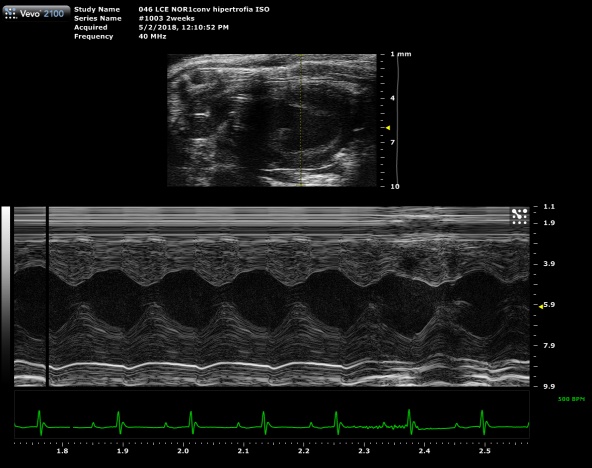 Vevo 2100
Study Name 046 LCE NOR1conv hipertrofia ISO
Series Name #1003 2weeks
Acquired 5/2/2018, 12:10:52 PM
Frequency 40 MHz
1 mm
4
7
10
1.1
1.9
3.9
5.9
7.9
9.9
500 BPM
1.8 1.9 2.0 2.1 2.2 2.3 2.4 2.5